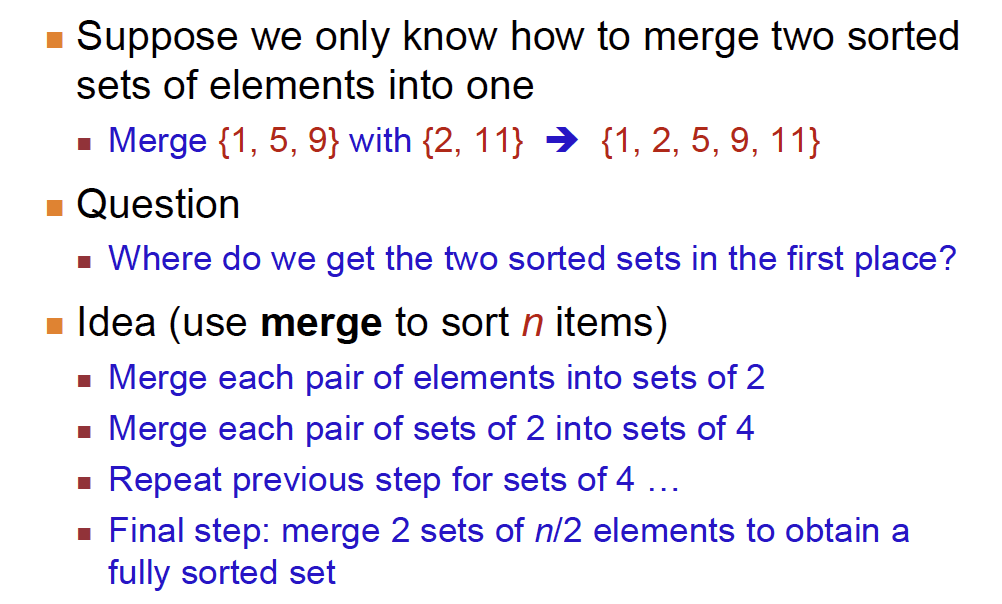 Suppose we only know how to merge two sorted
sets of elements into one
Merge {1, 5, 9} with {2, 11} ➔ {1, 2, 5, 9, 11}
Question
Where do we get the two sorted sets in the first place?
Idea (use merge to sort n items)
Merge each pair of elements into sets of 2
Merge each pair of sets of 2 into sets of 4
Repeat previous step for sets of 4 …
Final step: merge 2 sets of n/2 elements to obtain a
fully sorted set